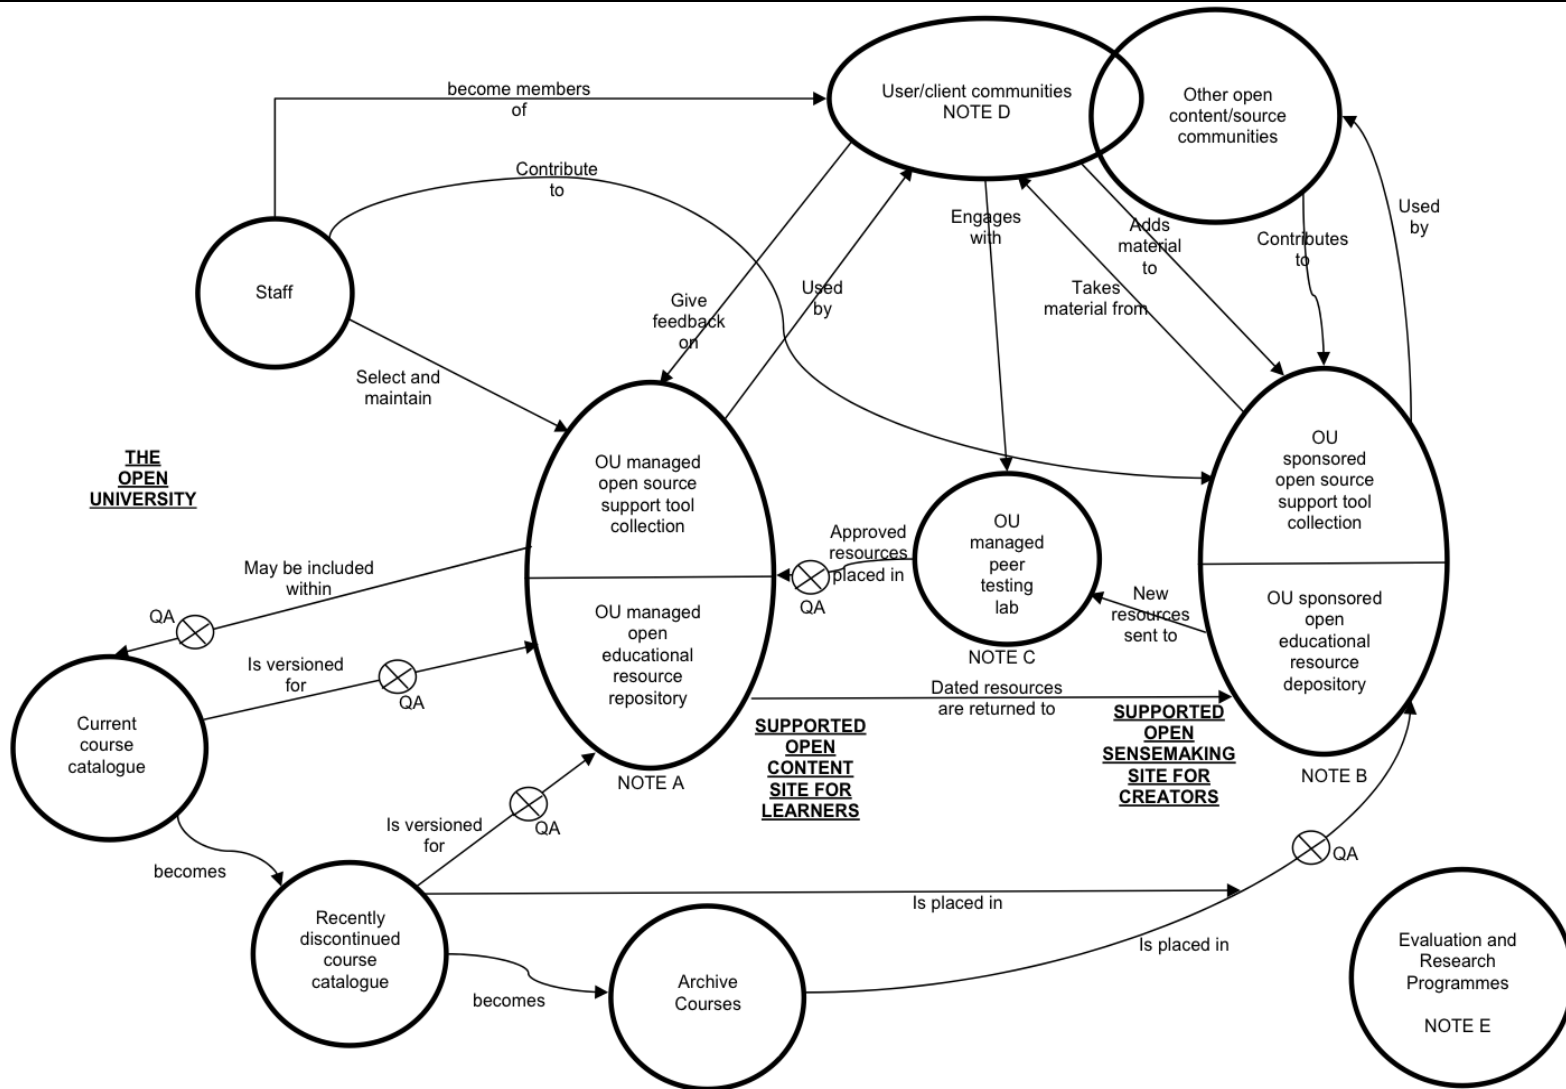 become members
of
User/client communities
NOTE D
Other open
content/source
communities
Contribute
to
Staff
Engages
with
Adds
material
to
Contributes
to
Used
by
Give
feedback
on
Used
by
Takes
material from
Select and
maintain
THE
OPEN
UNIVERSITY
OU managed
open source
support tool
collection
OU managed
open
educational
resource
repository
NOTE A
Approved
resources
placed in
QA
OU
managed
peer
testing
lab
NOTE C
New
resources
sent to
OU
sponsored
open source
support tool
collection
OU sponsored
open
educational
resource
depository
NOTE B
May be included
within
QA
Is versioned
for
QA
Current
course
catalogue
Dated resources
are returned to
SUPPORTED
OPEN
CONTENT
SITE FOR
LEARNERS
SUPPORTED
OPEN
SENSEMAKING
SITE FOR
CREATORS
Is versioned
for
QA
becomes
QA
Recently
discontinued
course
catalogue
Is placed in
Is placed in
becomes
Archive
Courses
Evaluation and
Research
Programmes
NOTE E